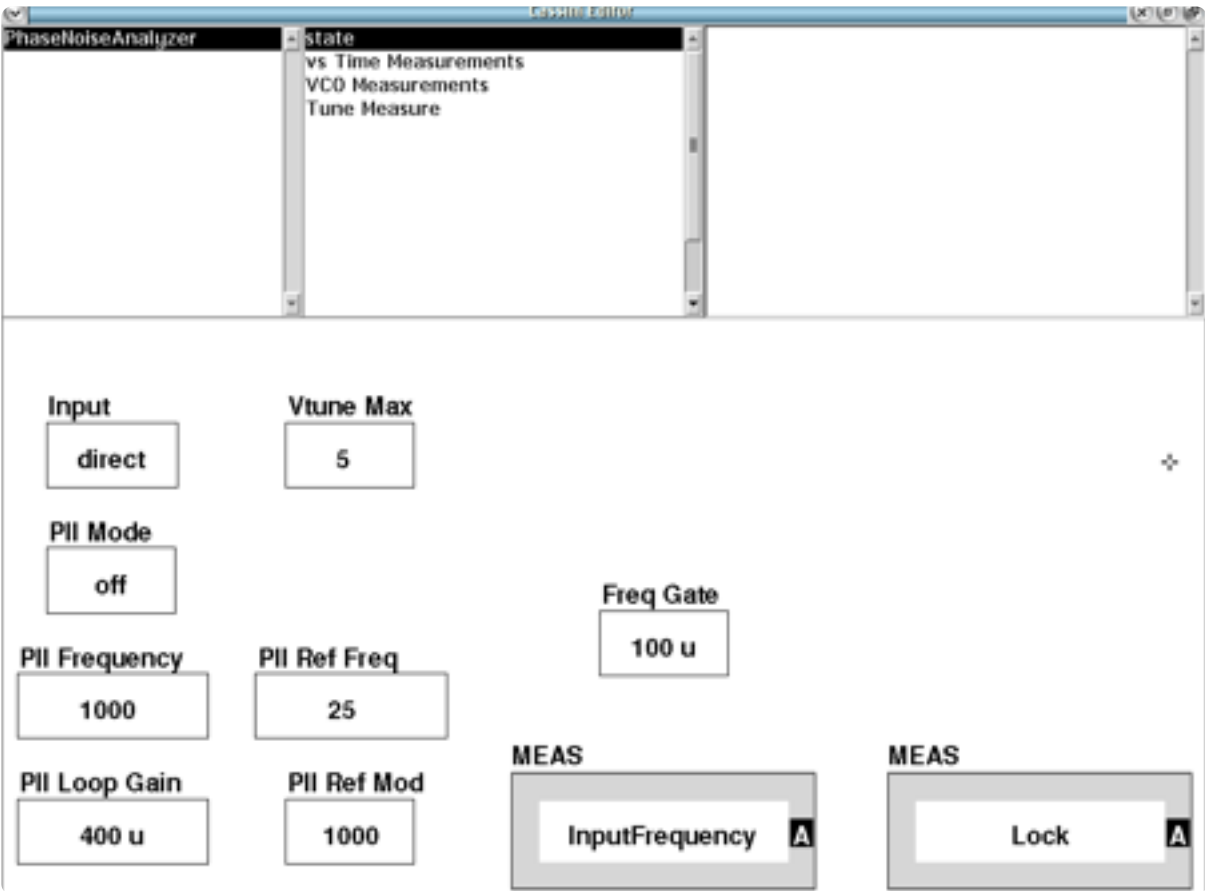 Cassini Editor
PhaseNoiseAnalyzer
state
vs Time Measurements
VCO Measurements
Tune Measure
Input
direct
Vtune Max
5
Pll Mode
off
Freq Gate
100 u
Pll Frequency
1000
Pll Ref Freq
25
MEAS
InputFrequency
A
MEAS
Lock
A
Pll Loop Gain
400 u
Pll Ref Mod
1000